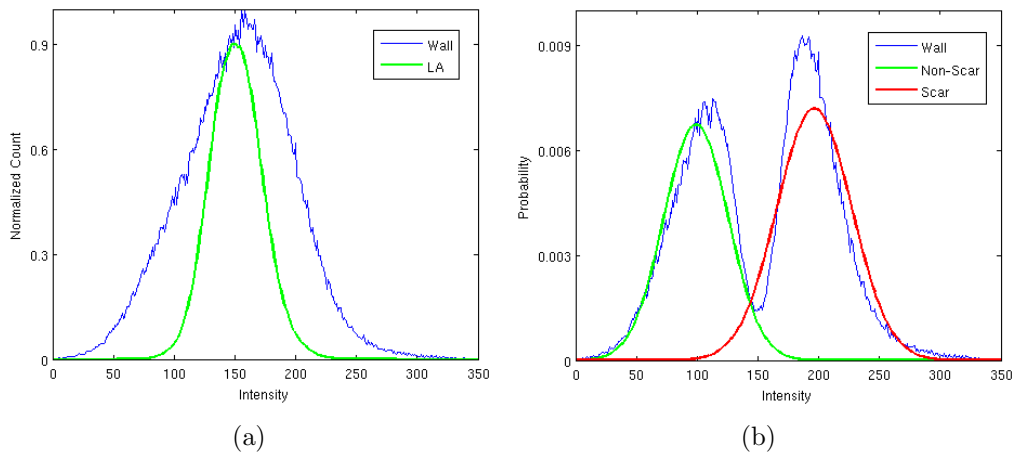 0.9
0.6
0.3
0
Normalized Count
Wall
LA
0 50 100 150 200 250 300 350
Intensity
(a)
0.009
0.006
0.003
0
Probability
Wall
Non-Scar
Scar
0 50 100 150 200 250 300 350
Intensity
(b)